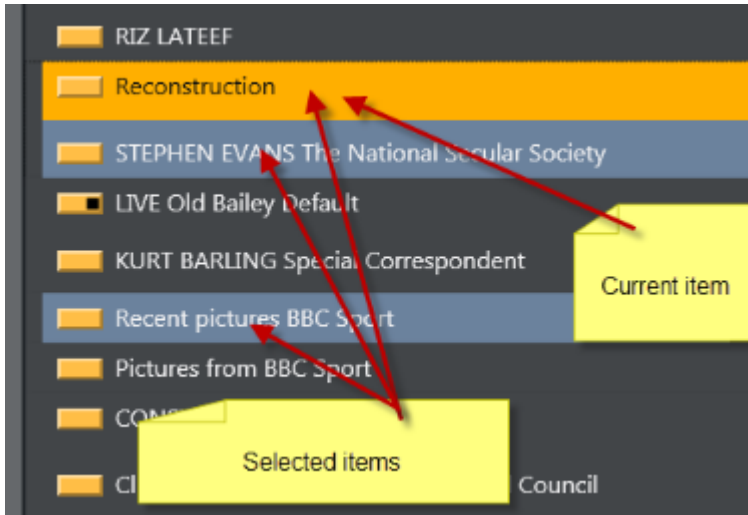 RIZ LATEEF
Reconstruction
STEPHEN EVANS The National Secular Society
LIVE Old Bailey Default
KURT BARLING Special Correspondent
Current item
Recent pictures BBC Sport
Pictures from BBC Sport
Selected items
Council